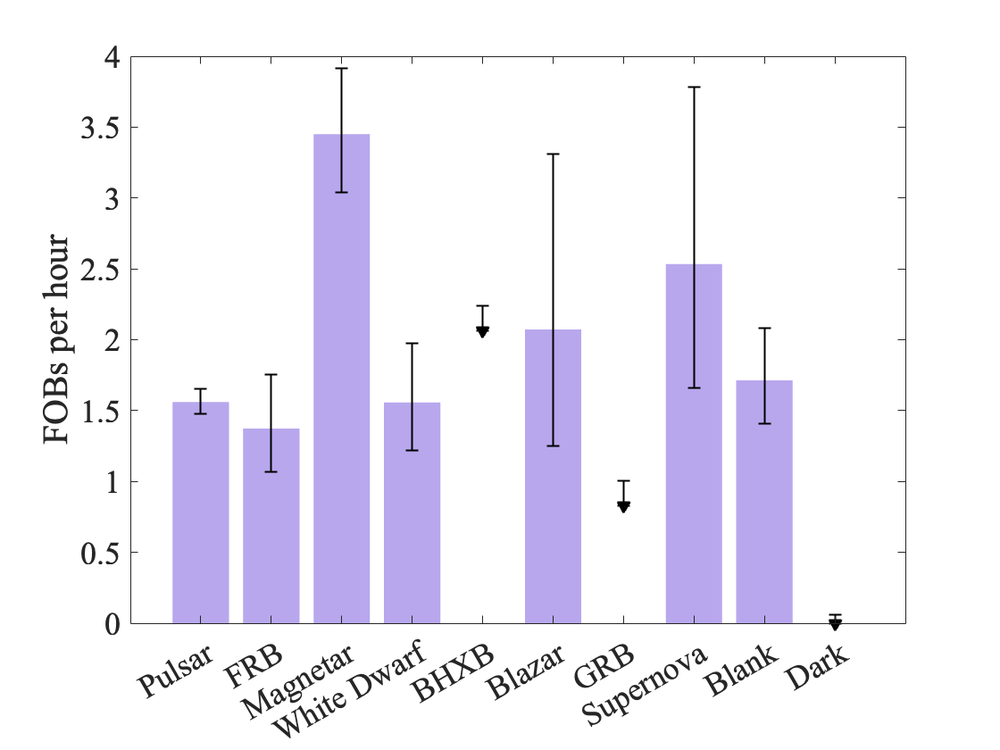 4
3.5
3
2.5
2
1.5
1
0.5
0
FOBs per hour
Pulsar
FRB
Magnetar
White Dwarf
BHXB
Blazar
GRB
Supernova
Blank
Dark